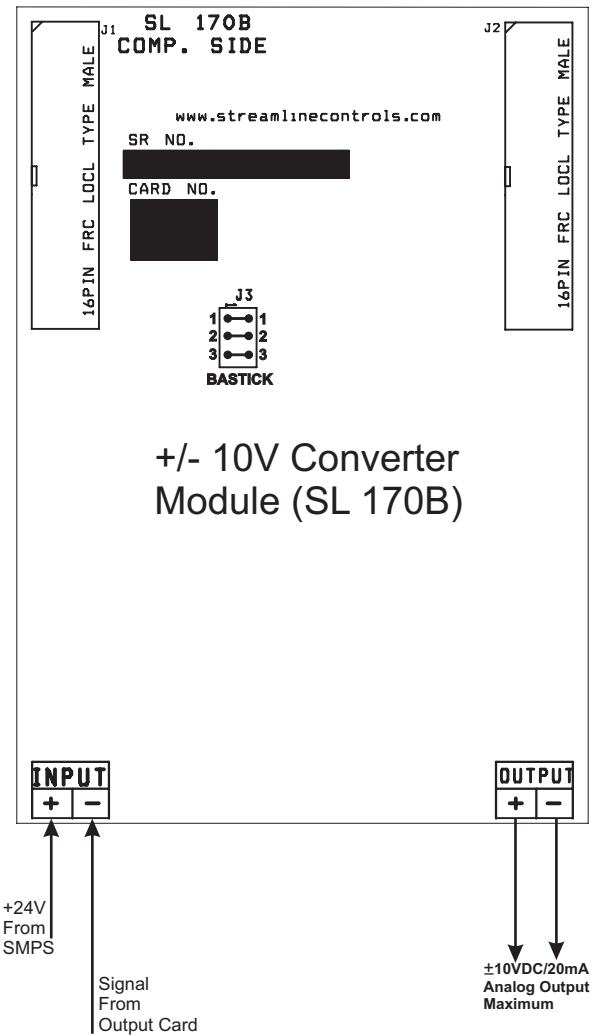 J1
SL 170B
COMP. SIDE
J2
16PIN FRC LOCL TYPE MALE
16PIN FRC LOCL TYPE MALE
www.streamlinecontrols.com
SR NO.
CARD NO.
J3
1 1
2 2
3 3
BASTICK
+/- 10V Converter
Module (SL 170B)
INPUT
+ −
OUTPUT
+ −
+24V
From
SMPS
Signal
From
Output Card
±10VDC/20mA
Analog Output
Maximum